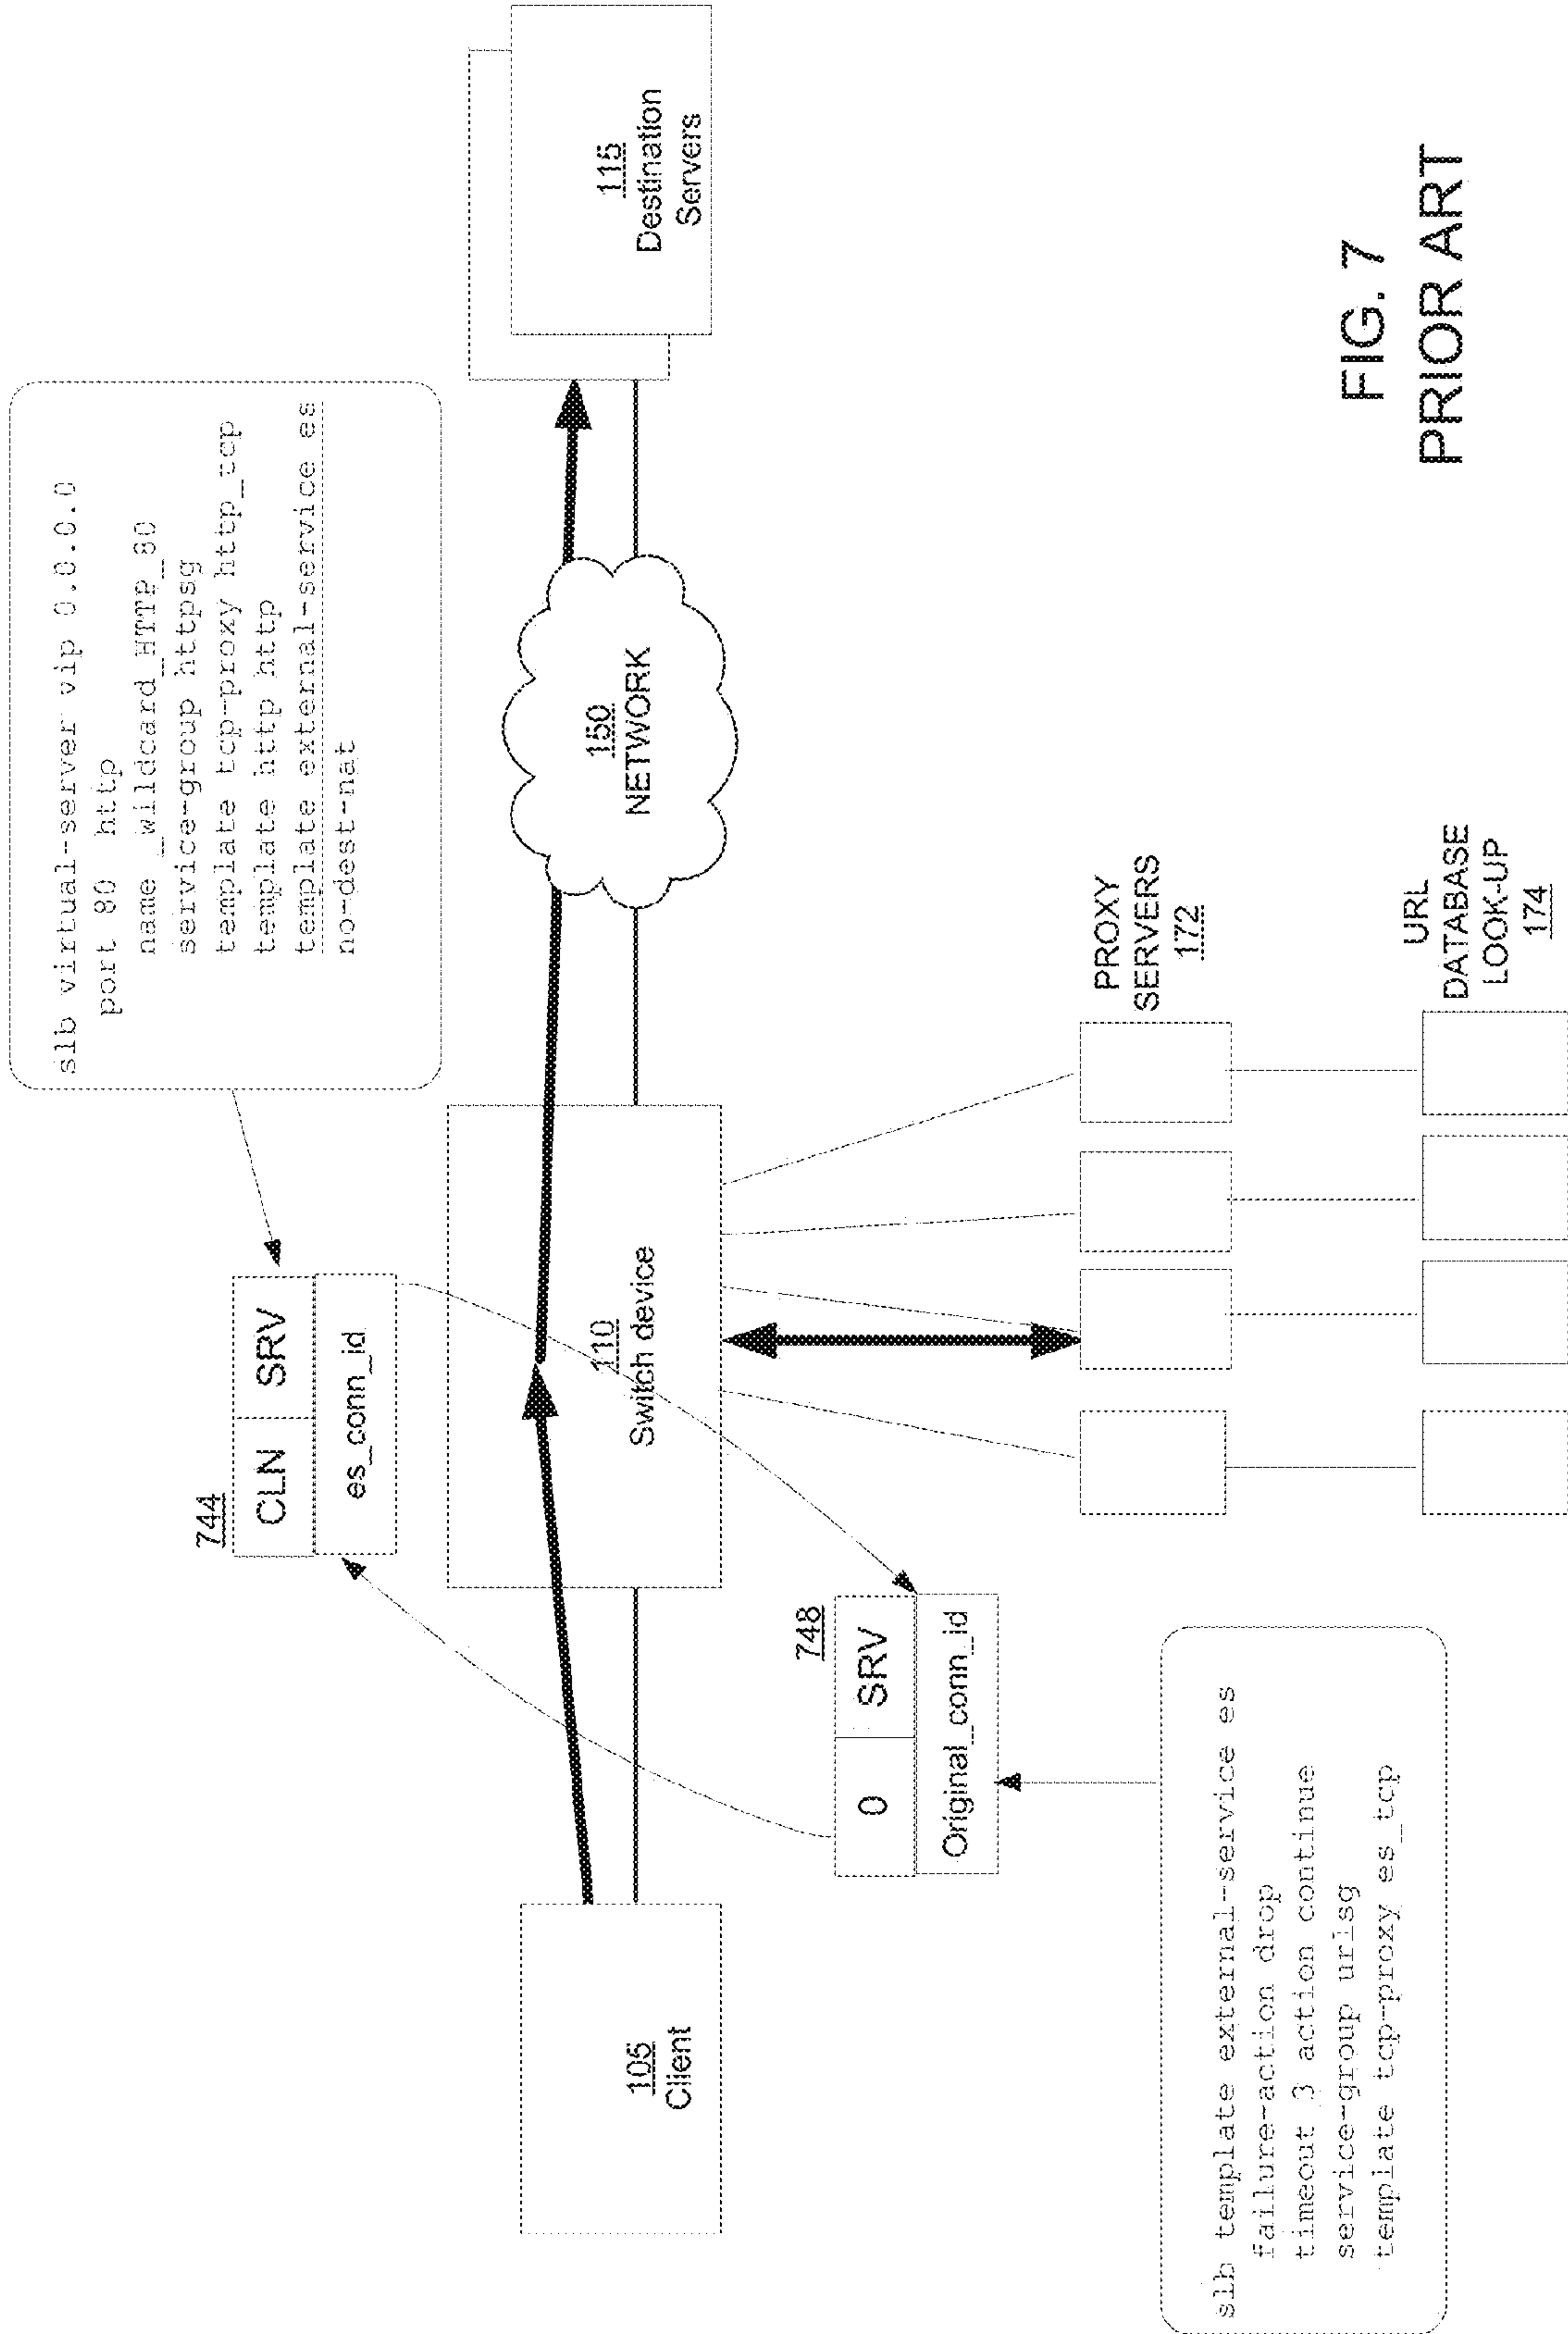 slb virtual-server vip 0.0.0.0
port 80 http
name _wildcard_HTTP_80
service-group httpsg
template tcp-proxy http_tcp
template http http
template external-service es
no-dest-nat
744
CLN SRV
es_conn_id
105
Client
110
Switch device
150
NETWORK
115
Destination
Servers
748
0 SRV
Original_conn_id
slb template external-service es
failure-action drop
timeout 3 action continue
service-group urlsg
template tcp-proxy es_tcp
PROXY
SERVERS
172
URL
DATABASE
LOOK-UP
174
FIG. 7
PRIOR ART